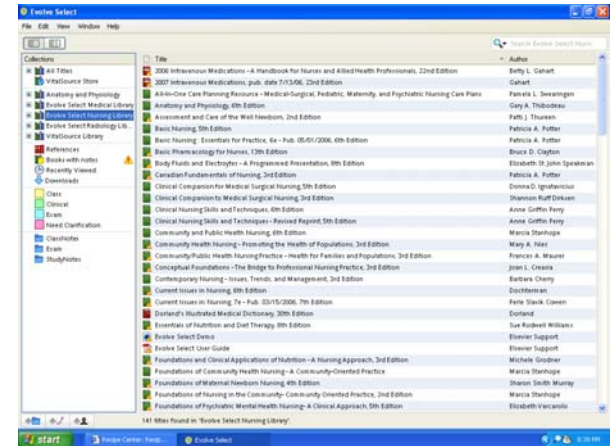 Evolve Select
File Edit View Window Help
Search Evolve Select
Collections
Title
Author
All Titles
VitalSource Store
Anatomy and Physiology
Evolve Select Medical Library
Evolve Select Nursing Library
Evolve Select Radiology Lib...
VitalSource Library
References
Books with notes
Recently Viewed
Downloads
Class
Clinical
Exam
Need Clarification
ClassNotes
Exam
StudyNotes
2006 Intravenous Medications - A Handbook for Nurses and Allied Health Professionals, 22nd Edition Betty L. Gahart
2007 Intravenous Medications, pub. date 7/13/06, 23rd Edition Gahart
All-in-One Care Planning Resource - Medical-Surgical, Pediatric, Maternity, and Psychiatric Nursing Care Plans Pamela L. Swearingen
Anatomy and Physiology, 6th Edition Gary A. Thibodeau
Assessment and Care of the Well Newborn, 2nd Edition Patti J. Thureen
Basic Nursing, 5th Edition Patricia A. Potter
Basic Nursing: Essentials for Practice, 6e - Pub. 05/01/2006, 6th Edition Patricia A. Potter
Basic Pharmacology for Nurses, 13th Edition Bruce D. Clayton
Body Fluids and Electrolytes - A Programmed Presentation, 8th Edition Elizabeth St. John Speakman
Canadian Fundamentals of Nursing, 3rd Edition Patricia A. Potter
Clinical Companion for Medical Surgical Nursing, 5th Edition Donna D. Ignatavicius
Clinical Companion to Medical Surgical Nursing, 3rd Edition Shannon Ruff Dirksen
Clinical Nursing Skills and Techniques, 6th Edition Anne Griffin Perry
Clinical Nursing Skills and Techniques - Revised Reprint, 5th Edition Anne Griffin Perry
Community and Public Health Nursing, 6th Edition Marcia Stanhope
Community Health Nursing - Promoting the Health of Populations, 3rd Edition Mary A. Nies
Community/Public Health Nursing Practice - Health for Families and Populations, 3rd Edition Frances A. Maurer
Conceptual Foundations - The Bridge to Professional Nursing Practice, 3rd Edition Joan L. Creasia
Contemporary Nursing - Issues, Trends, and Management, 3rd Edition Barbara Cherry
Current Issues in Nursing, 6th Edition Dochterman
Current Issues in Nursing, 7e - Pub. 03/15/2006, 7th Edition Perle Slavik Cowen
Dorland's Illustrated Medical Dictionary, 30th Edition Dorland
Essentials of Nutrition and Diet Therapy, 8th Edition Sue Rodwell Williams
Evolve Select Demo Elsevier Support
Evolve Select User Guide Elsevier Support
Foundations and Clinical Applications of Nutrition - A Nursing Approach, 3rd Edition Michele Grodner
Foundations of Community Health Nursing - A Community-Oriented Practice Marcia Stanhope
Foundations of Maternal Newborn Nursing, 4th Edition Sharon Smith Murray
Foundations of Nursing in the Community - Community Oriented Practice, 2nd Edition Marcia Stanhope
Foundations of Psychiatric Mental Health Nursing - A Clinical Approach, 5th Edition Elizabeth Varcarolis
141 titles found in 'Evolve Select Nursing Library'.
start
Evolve Select